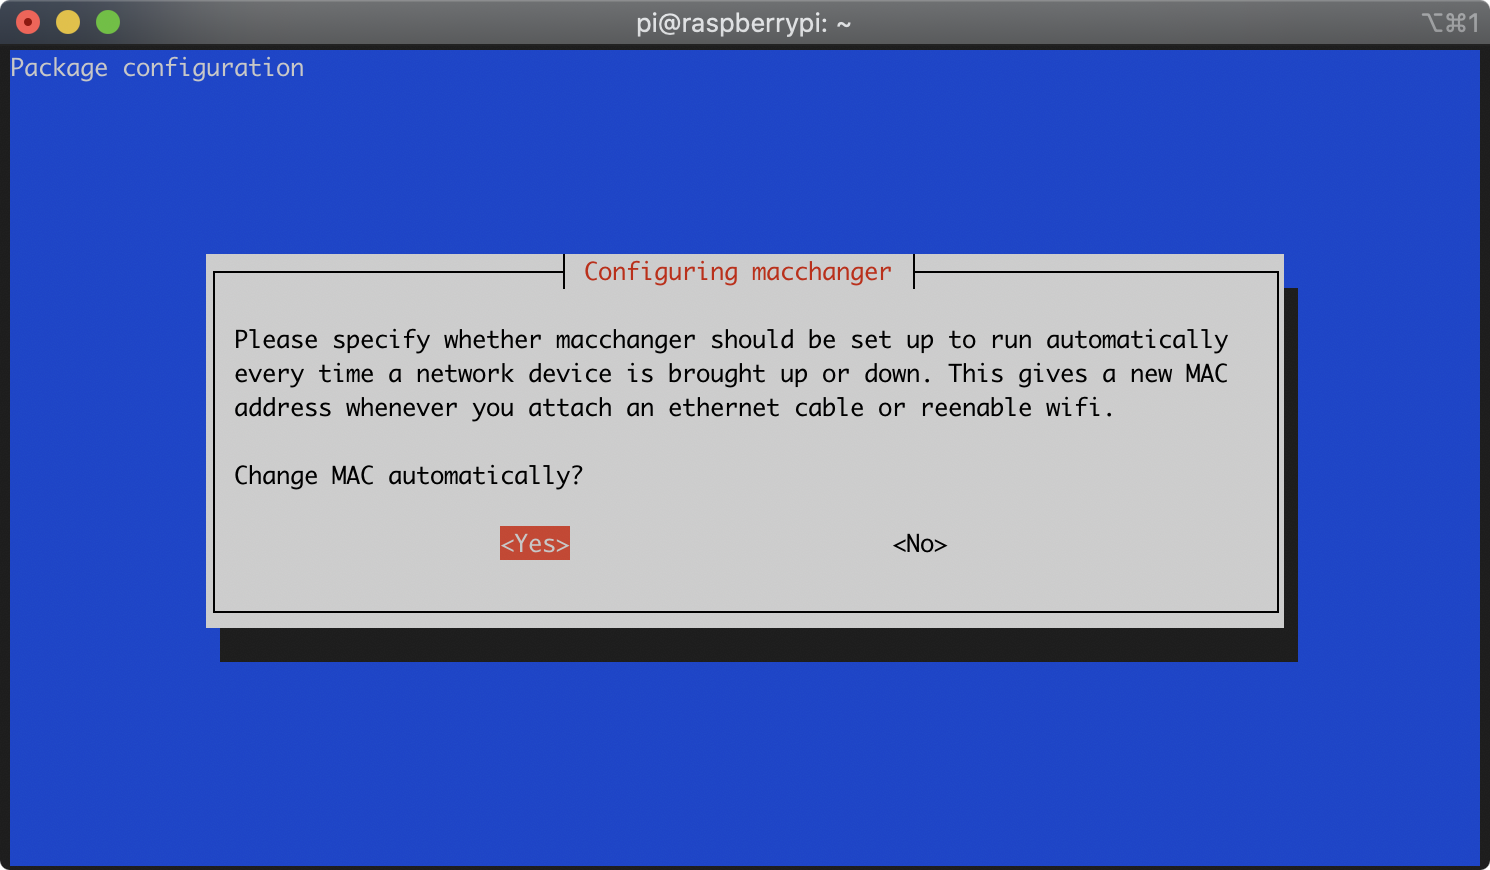 pi@raspberrypi: ~
⌥⌘1
Package configuration
Configuring macchanger
Please specify whether macchanger should be set up to run automatically
every time a network device is brought up or down. This gives a new MAC
address whenever you attach an ethernet cable or reenable wifi.
Change MAC automatically?
<Yes> <No>